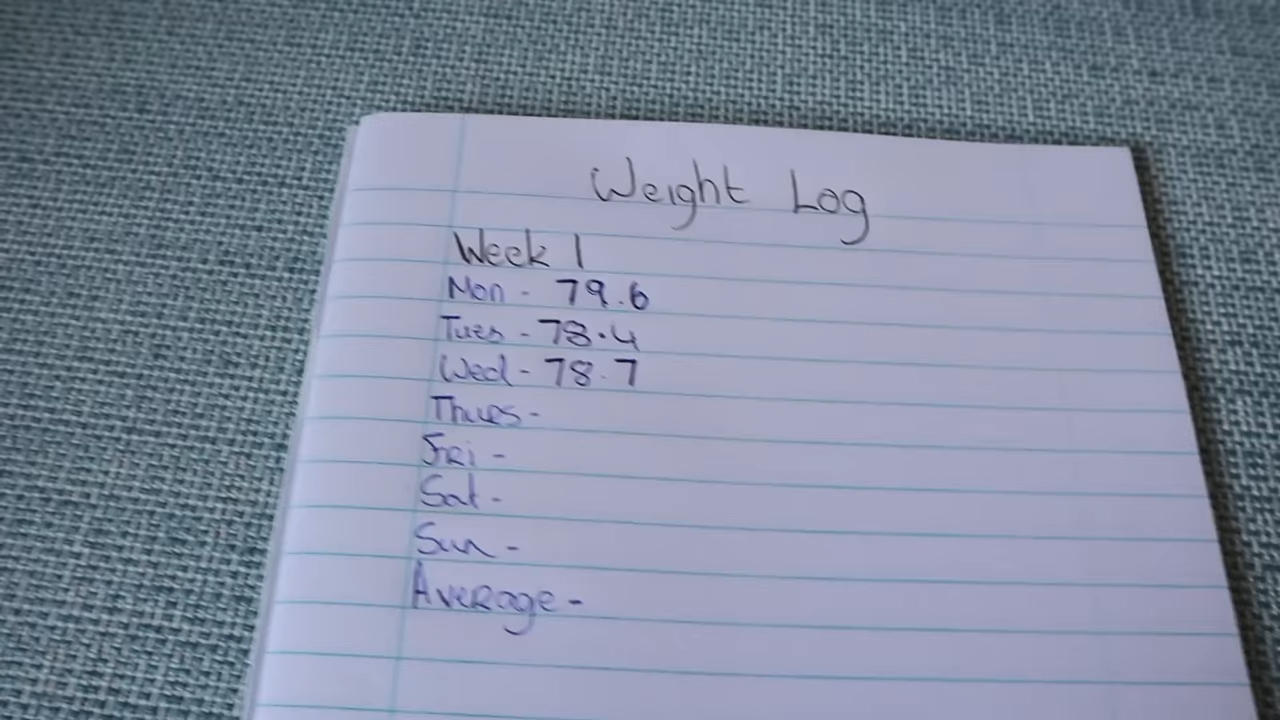 Weight Log
Week 1
Mon - 79.6
Tues - 78.4
Wed - 78.7
Thurs -
Fri -
Sat -
Sun -
Average -